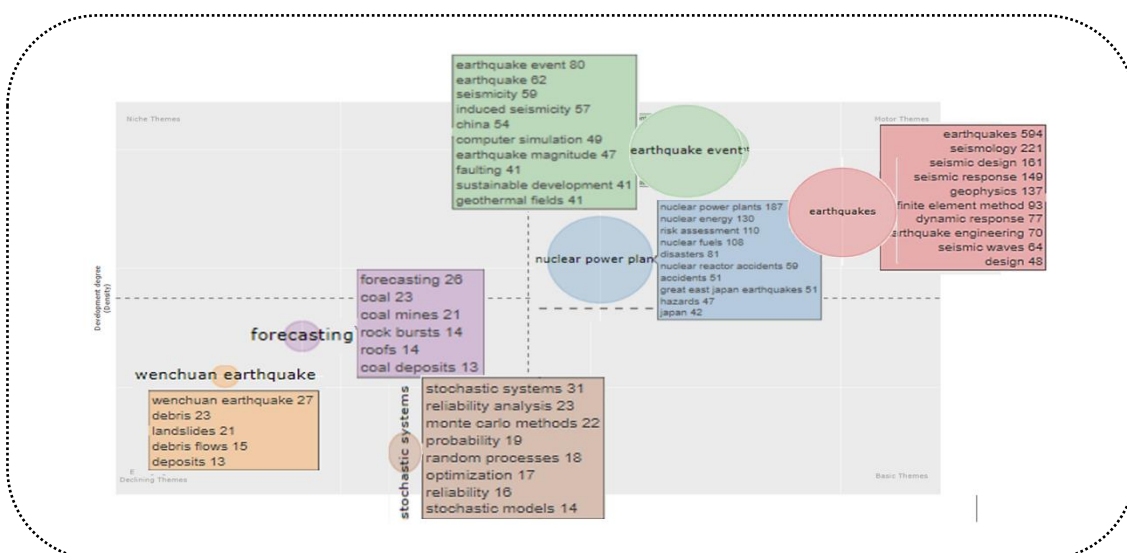 earthquake event 80
earthquake 62
seismicity 59
induced seismicity 57
china 54
computer simulation 49
earthquake magnitude 47
faulting 41
sustainable development 41
geothermal fields 41
Niche Themes
Motor Themes
earthquake event
earthquakes 594
seismology 221
seismic design 161
seismic response 149
geophysics 137
finite element method 93
dynamic response 77
arthquake engineering 70
seismic waves 64
design 48
earthquakes
nuclear power plan
nuclear power plants 187
nuclear energy 130
risk assessment 110
nuclear fuels 108
disasters 81
nuclear reactor accidents 59
accidents 51
great east japan earthquakes 51
hazards 47
japan 42
Development degree
(Density)
forecasting
forecasting 26
coal 23
coal mines 21
rock bursts 14
roofs 14
coal deposits 13
wenchuan earthquake
wenchuan earthquake 27
debris 23
landslides 21
debris flows 15
deposits 13
stochastic systems
stochastic systems 31
reliability analysis 23
monte carlo methods 22
probability 19
random processes 18
optimization 17
reliability 16
stochastic models 14
E
Declining Themes
Basic Themes